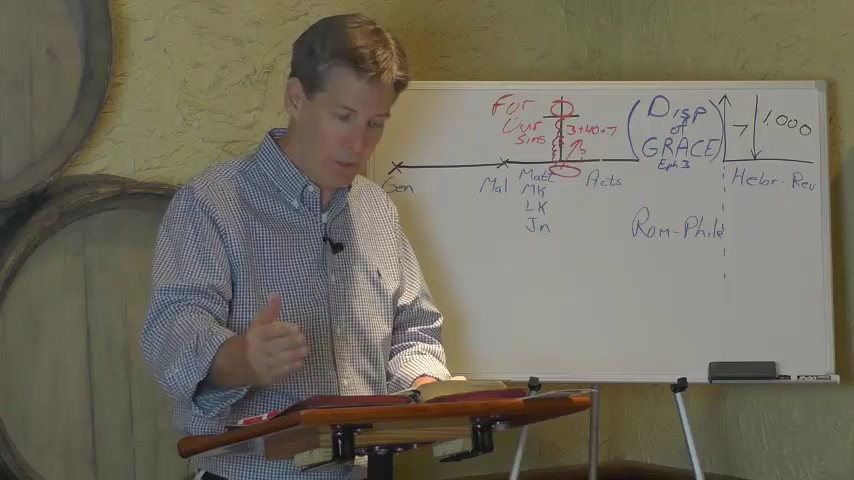 For
Our
Sins
3+40+7
?
(Disp
of
GRACE)
Eph 3
7
1,000
Gen
Mal
Matt
MK
LK
Jn
Acts
Hebr-Rev
Rom-Phile